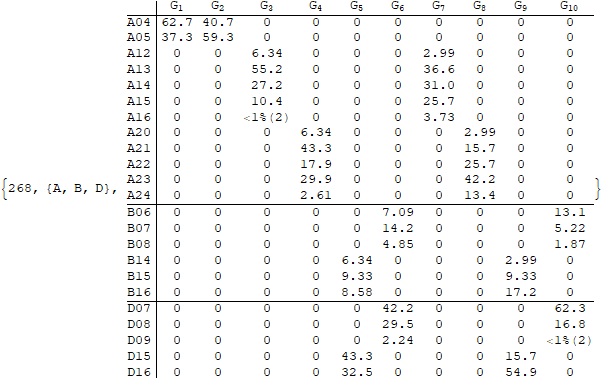 G1 G2 G3 G4 G5 G6 G7 G8 G9 G10
A04 62.7 40.7 0 0 0 0 0 0 0 0
A05 37.3 59.3 0 0 0 0 0 0 0 0
A12 0 0 6.34 0 0 0 2.99 0 0 0
A13 0 0 55.2 0 0 0 36.6 0 0 0
A14 0 0 27.2 0 0 0 31.0 0 0 0
A15 0 0 10.4 0 0 0 25.7 0 0 0
A16 0 0 <1%(2) 0 0 0 3.73 0 0 0
A20 0 0 0 6.34 0 0 0 2.99 0 0
A21 0 0 0 43.3 0 0 0 15.7 0 0
A22 0 0 0 17.9 0 0 0 25.7 0 0
{268, {A, B, D}, A23 0 0 0 29.9 0 0 0 42.2 0 0 }
A24 0 0 0 2.61 0 0 0 13.4 0 0
B06 0 0 0 0 0 7.09 0 0 0 13.1
B07 0 0 0 0 0 14.2 0 0 0 5.22
B08 0 0 0 0 0 4.85 0 0 0 1.87
B14 0 0 0 0 6.34 0 0 0 2.99 0
B15 0 0 0 0 9.33 0 0 0 9.33 0
B16 0 0 0 0 8.58 0 0 0 17.2 0
D07 0 0 0 0 0 42.2 0 0 0 62.3
D08 0 0 0 0 0 29.5 0 0 0 16.8
D09 0 0 0 0 0 2.24 0 0 0 <1%(2)
D15 0 0 0 0 43.3 0 0 0 15.7 0
D16 0 0 0 0 32.5 0 0 0 54.9 0